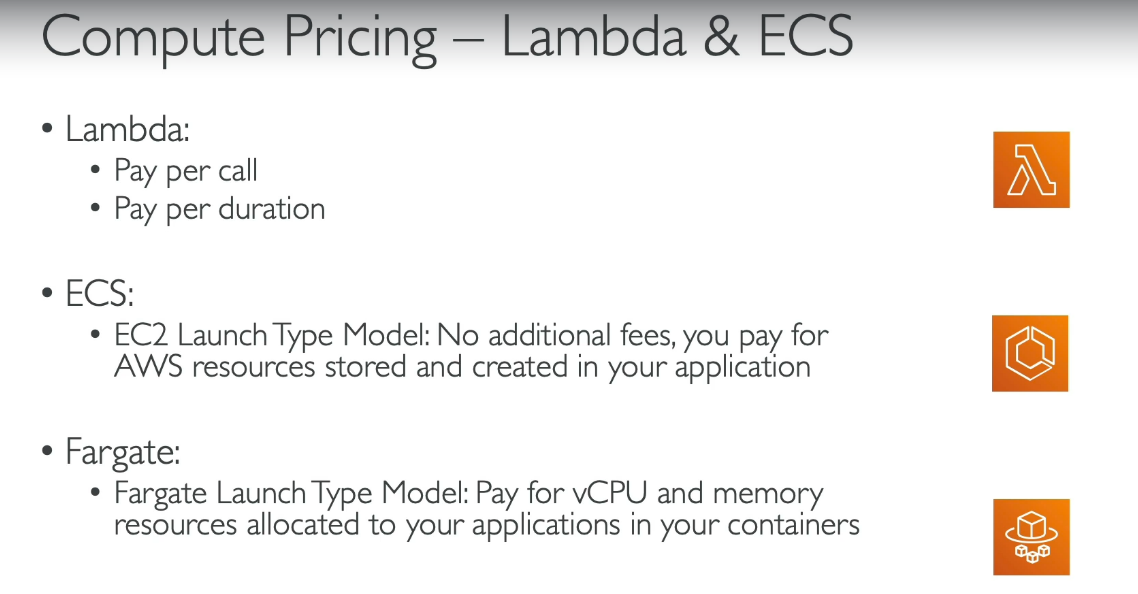 Compute Pricing – Lambda & ECS
• Lambda:
• Pay per call
• Pay per duration
• ECS:
• EC2 Launch Type Model: No additional fees, you pay for
AWS resources stored and created in your application
• Fargate:
• Fargate Launch Type Model: Pay for vCPU and memory
resources allocated to your applications in your containers